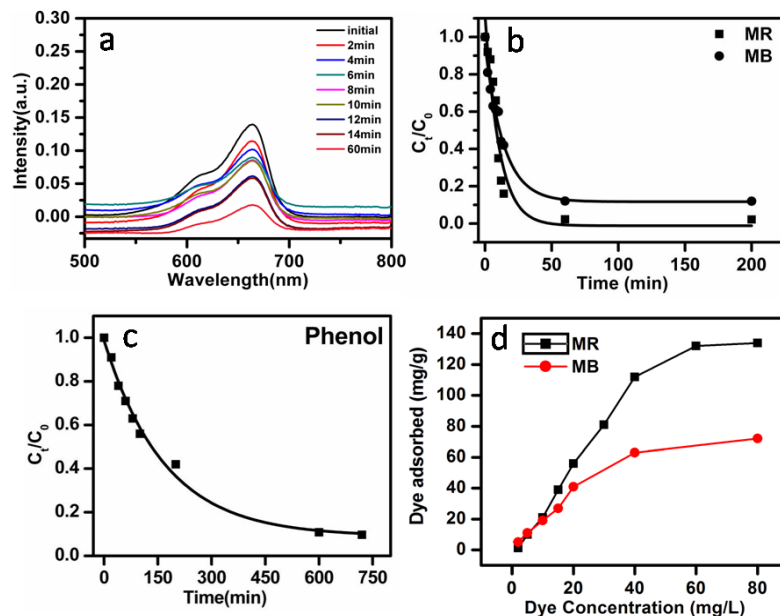 a
initial
2min
4min
6min
8min
10min
12min
14min
60min
0.30
0.25
0.20
0.15
0.10
0.05
0.00
Intensity(a.u.)
500 600 700 800
Wavelength(nm)
b
MR
MB
1.0
0.8
0.6
0.4
0.2
0.0
Ct/C0
0 50 100 150 200
Time (min)
c
Phenol
1.0
0.8
0.6
0.4
0.2
0.0
Ct/C0
0 150 300 450 600 750
Time(min)
d
MR
MB
140
120
100
80
60
40
20
0
Dye adsorbed (mg/g)
0 20 40 60 80
Dye Concentration (mg/L)